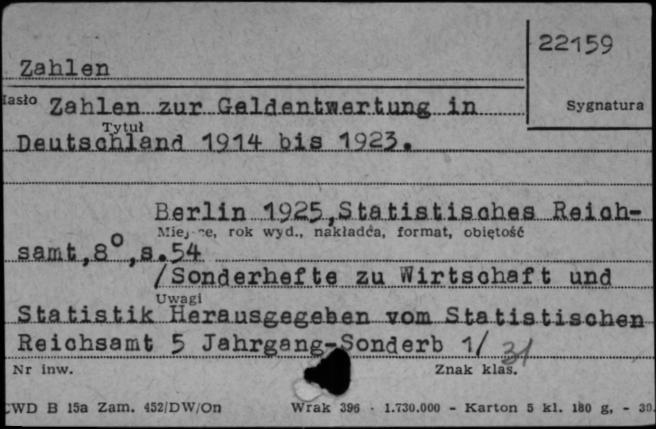 22159
Zahlen
Hasło Zahlen zur Geldentwertung in
Sygnatura
Tytuł
Deutschland 1914 bis 1923.
Berlin 1925,Statistisches Reich-
Miejsce, rok wyd., nakładca, format, obiętość
samt,8°,s.54
/Sonderhefte zu Wirtschaft und
Uwagi
Statistik Herausgegeben vom Statistischen
Reichsamt 5 Jahrgang-Sonderb 1/ 31
Nr inw.
Znak klas.
CWD B 15a Zam. 452/DW/On Wrak 396 - 1.730.000 - Karton 5 kl. 180 g, - 30.